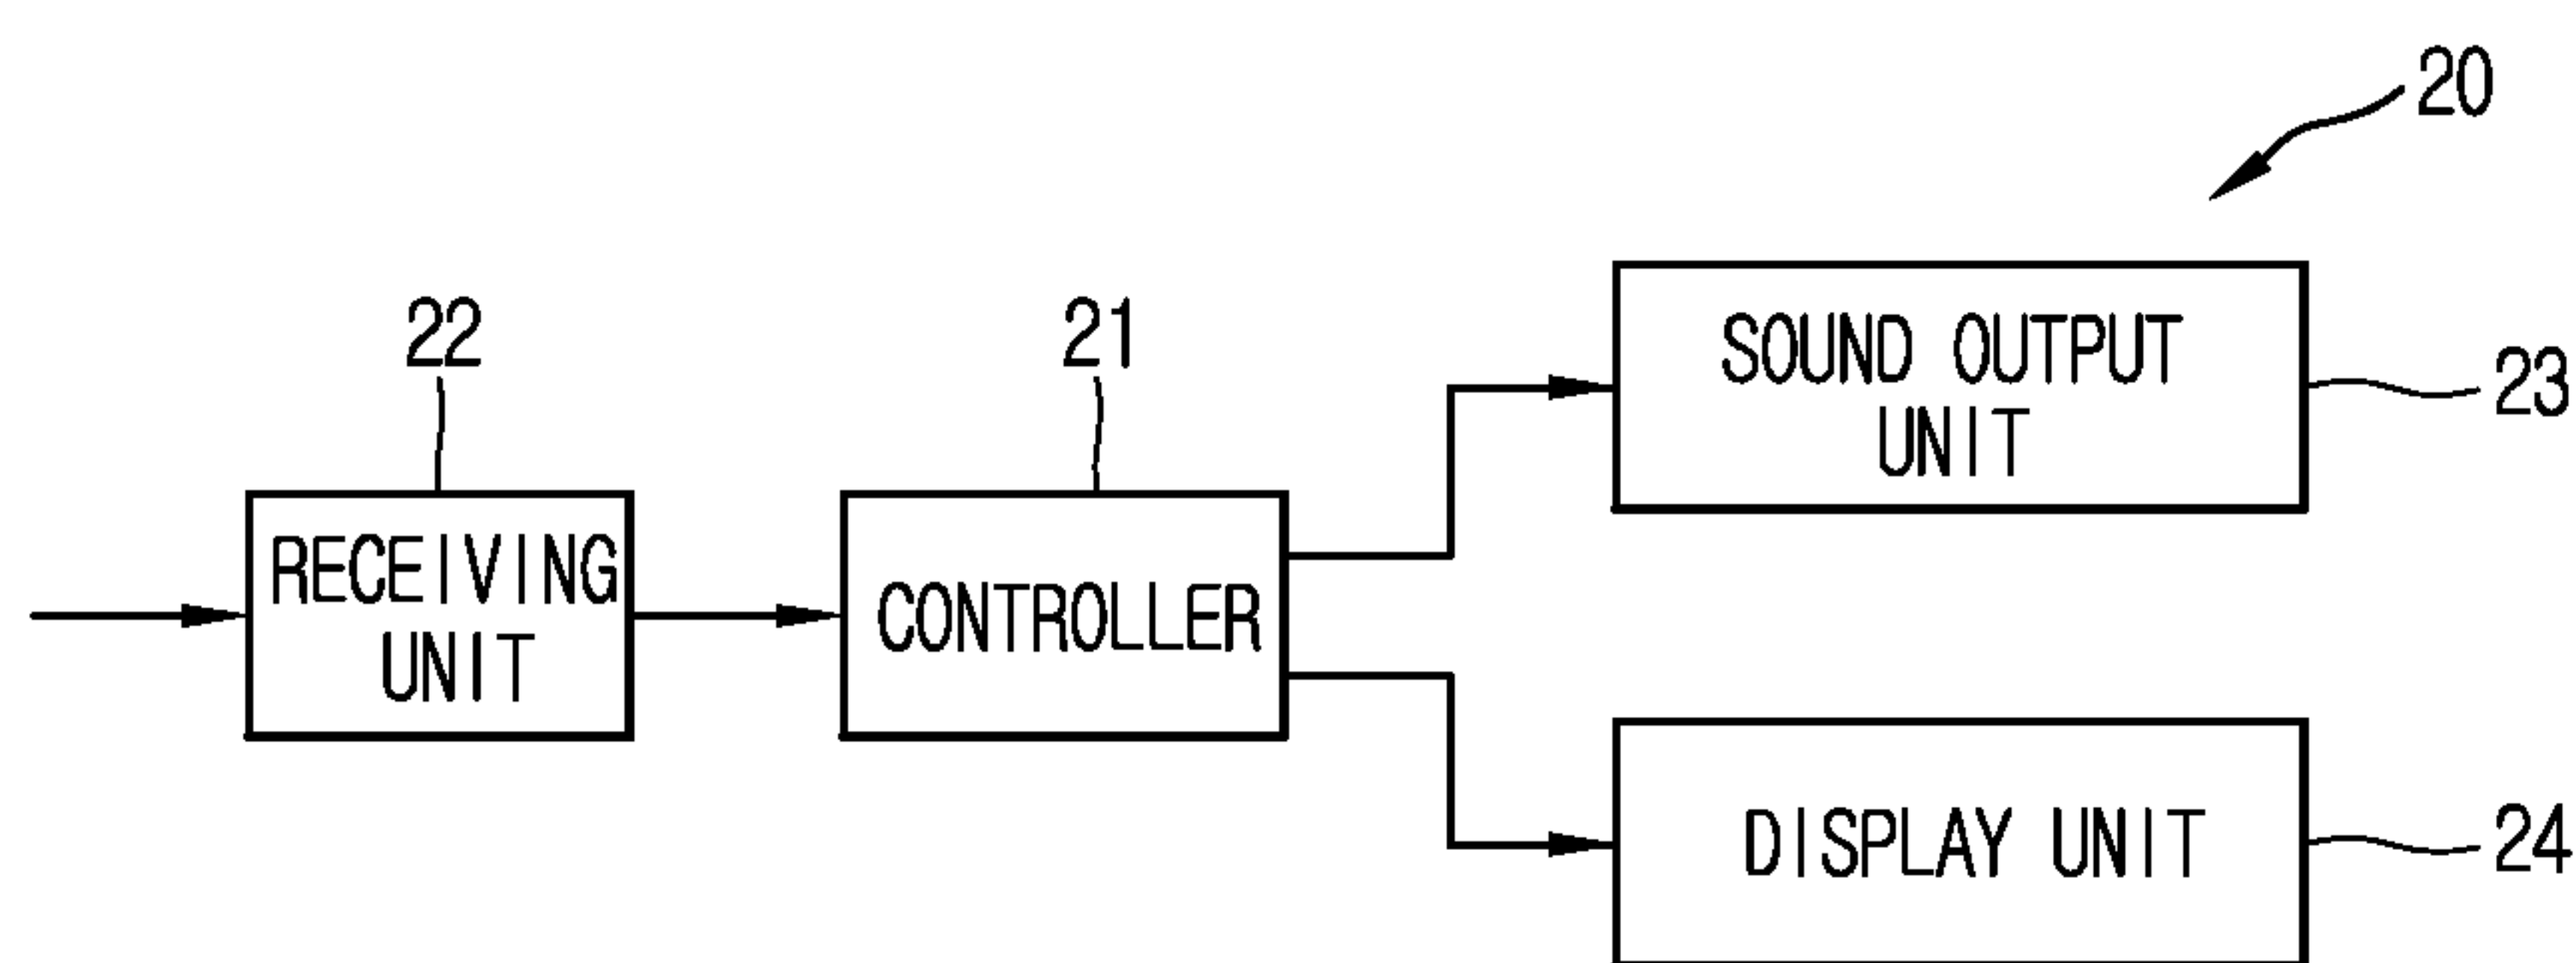 20
22
21
SOUND OUTPUT
UNIT
23
RECEIVING
UNIT
CONTROLLER
DISPLAY UNIT
24